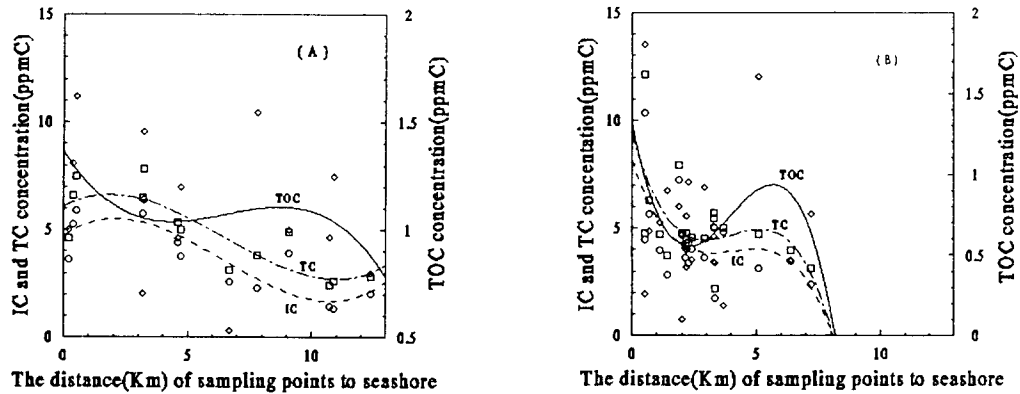 15
2
(A)
IC and TC concentration(ppmC)
10
1.5
TOC concentration(ppmC)
TOC
5
1
TC
IC
0
0.5
0
5
10
The distance(Km) of sampling points to seashore
15
2
(B)
IC and TC concentation(ppmC)
1.5
TOC concentration(ppmC)
10
TOC
1
5
TC
IC
0.5
0
0
0
5
10
The distance(Km) of sampling points to seashore